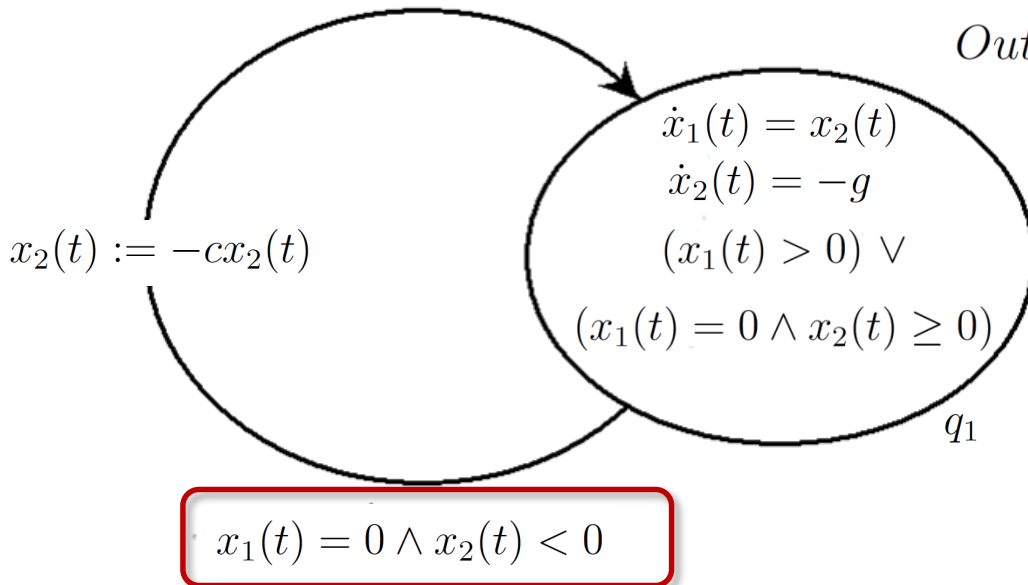 Out
ẋ₁(t) = x₂(t)
ẋ₂(t) = −g
x₂(t) := −cx₂(t)
(x₁(t) > 0) ∨
(x₁(t) = 0 ∧ x₂(t) ≥ 0)
q₁
x₁(t) = 0 ∧ x₂(t) < 0